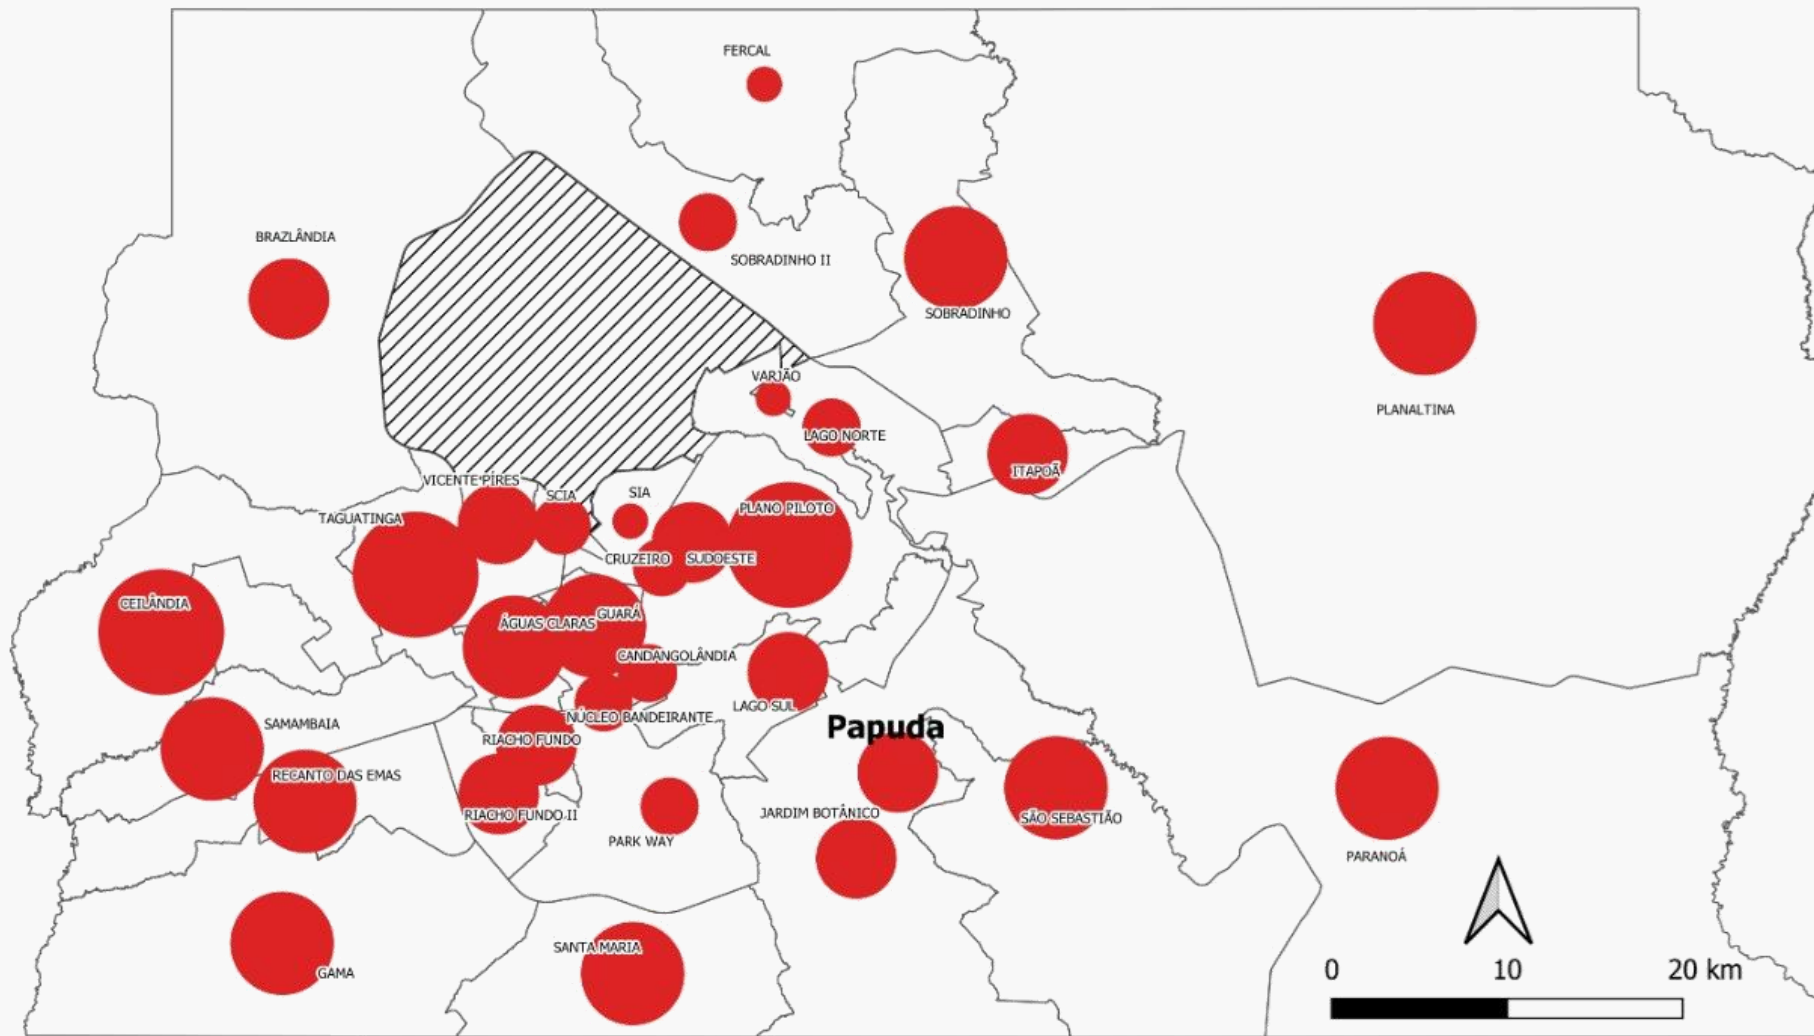 FERCAL
BRAZLÂNDIA
SOBRADINHO II
SOBRADINHO
VARJÃO
PLANALTINA
LAGO NORTE
ITAPOÃ
VICENTE PÍRES
SCIA
SIA
PLANO PILOTO
TAGUATINGA
CRUZEIRO
SUDOESTE
CEILÂNDIA
ÁGUAS CLARAS
GUARÁ
CANDANGOLÂNDIA
LAGO SUL
NÚCLEO BANDEIRANTE
SAMAMBAIA
Papuda
RIACHO FUNDO
RECANTO DAS EMAS
RIACHO FUNDO II
JARDIM BOTÂNICO
SÃO SEBASTIÃO
PARK WAY
PARANOÁ
SANTA MARIA
GAMA
0 10 20 km